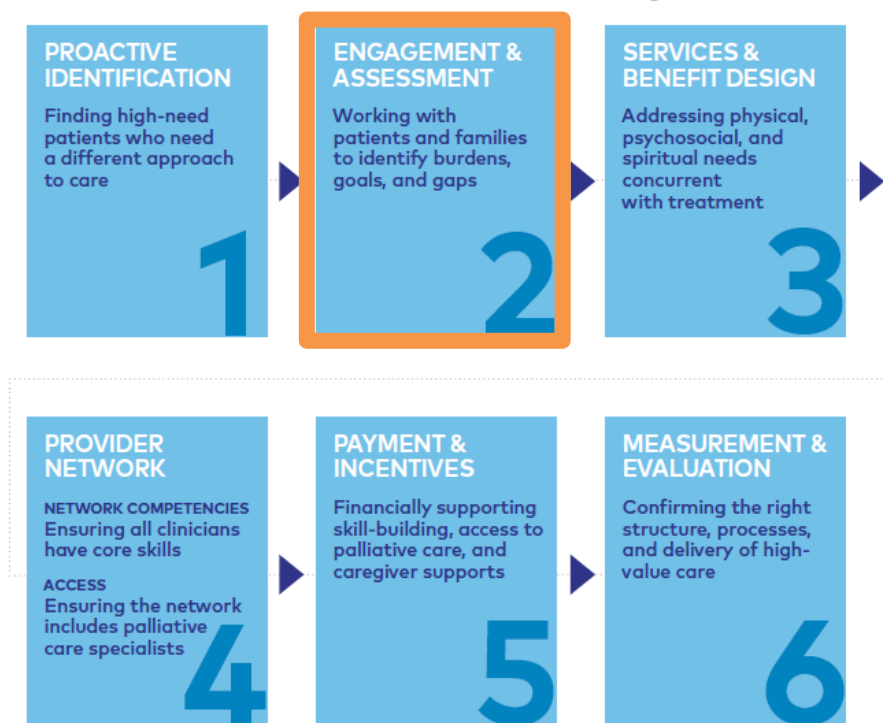 PROACTIVE
IDENTIFICATION
Finding high-need
patients who need
a different approach
to care
1
ENGAGEMENT &
ASSESSMENT
Working with
patients and families
to identify burdens,
goals, and gaps
2
SERVICES &
BENEFIT DESIGN
Addressing physical,
psychosocial, and
spiritual needs
concurrent
with treatment
3
PROVIDER
NETWORK
NETWORK COMPETENCIES
Ensuring all clinicians
have core skills
ACCESS
Ensuring the network
includes palliative
care specialists
4
PAYMENT &
INCENTIVES
Financially supporting
skill-building, access to
palliative care, and
caregiver supports
5
MEASUREMENT &
EVALUATION
Confirming the right
structure, processes,
and delivery of high-
value care
6